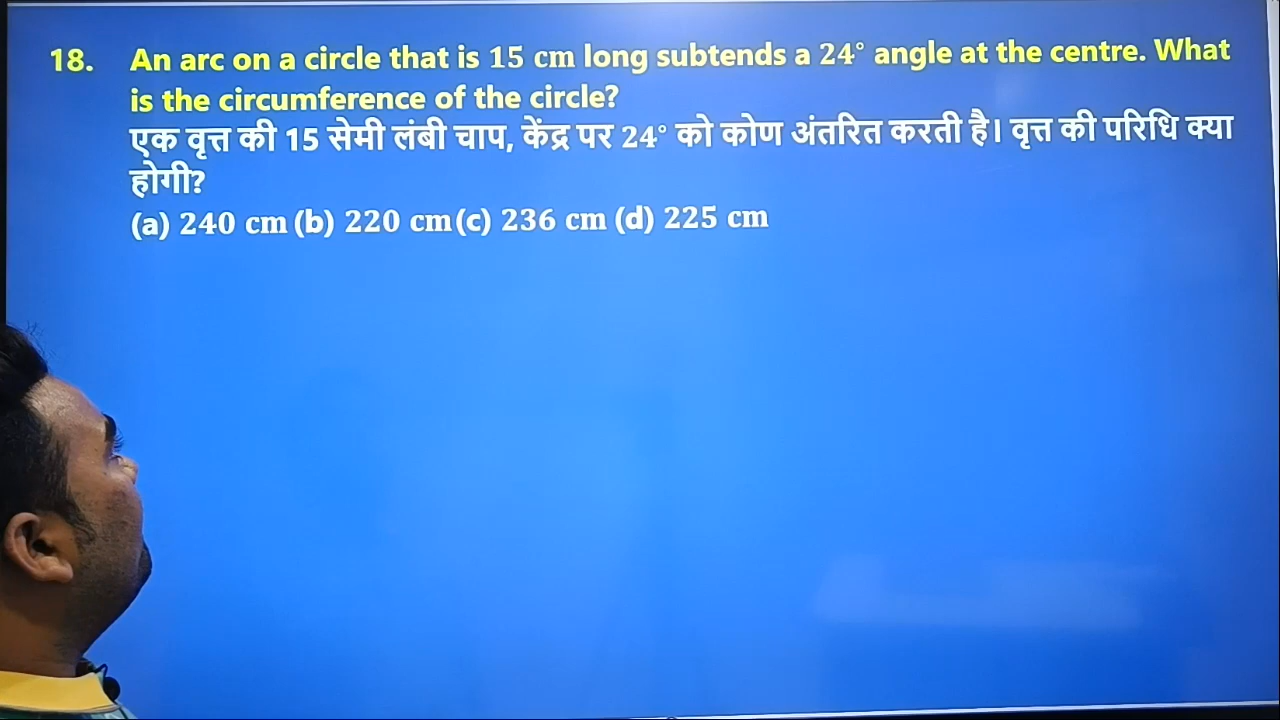 18. An arc on a circle that is 15 cm long subtends a 24° angle at the centre. What
is the circumference of the circle?
एक वृत्त की 15 सेमी लंबी चाप, केंद्र पर 24° को कोण अंतरित करती है। वृत्त की परिधि क्या
होगी?
(a) 240 cm (b) 220 cm (c) 236 cm (d) 225 cm